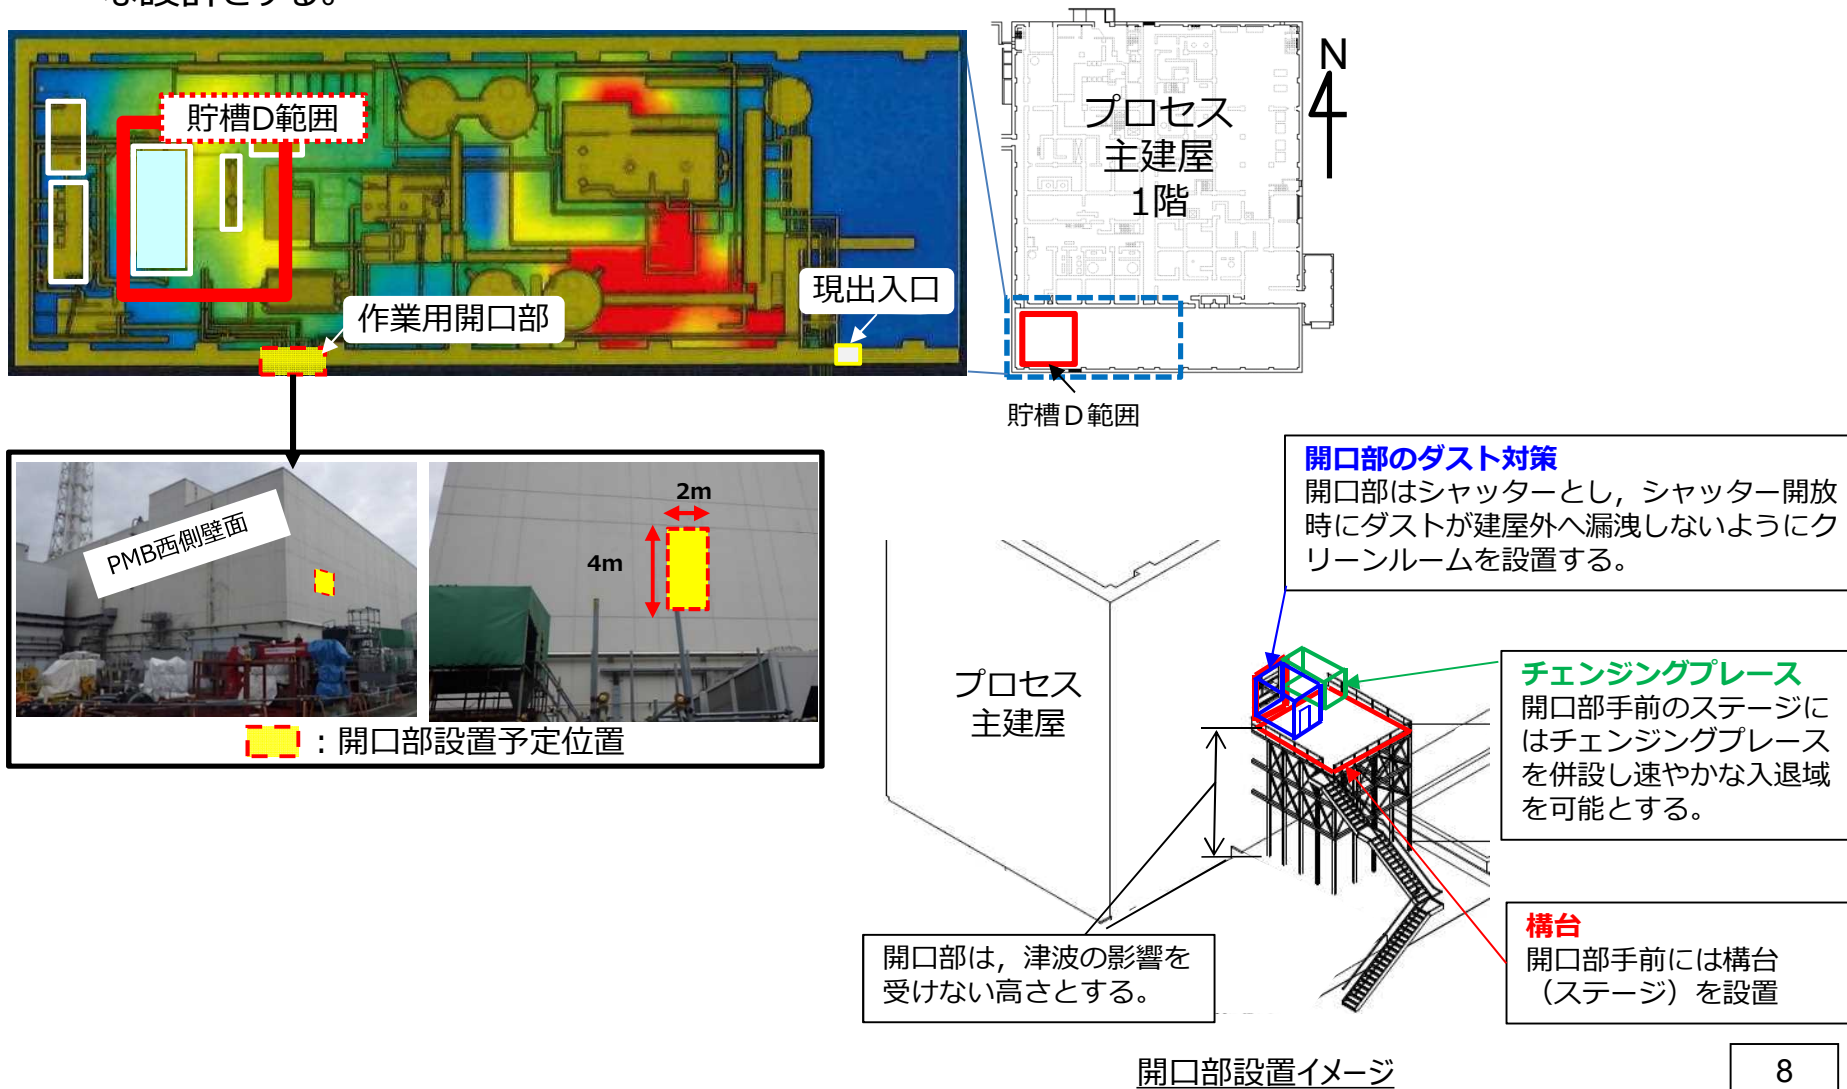 な設計とする。
貯槽D範囲
作業用開口部
現出入口
プロセス
主建屋
1階
N
貯槽D範囲
PMB西側壁面
2m
4m
：開口部設置予定位置
開口部のダスト対策
開口部はシャッターとし，シャッター開放
時にダストが建屋外へ漏洩しないようにク
リーンルームを設置する。
プロセス
主建屋
チェンジングプレース
開口部手前のステージに
はチェンジングプレース
を併設し速やかな入退域
を可能とする。
開口部は，津波の影響を
受けない高さとする。
構台
開口部手前には構台
（ステージ）を設置
開口部設置イメージ
8